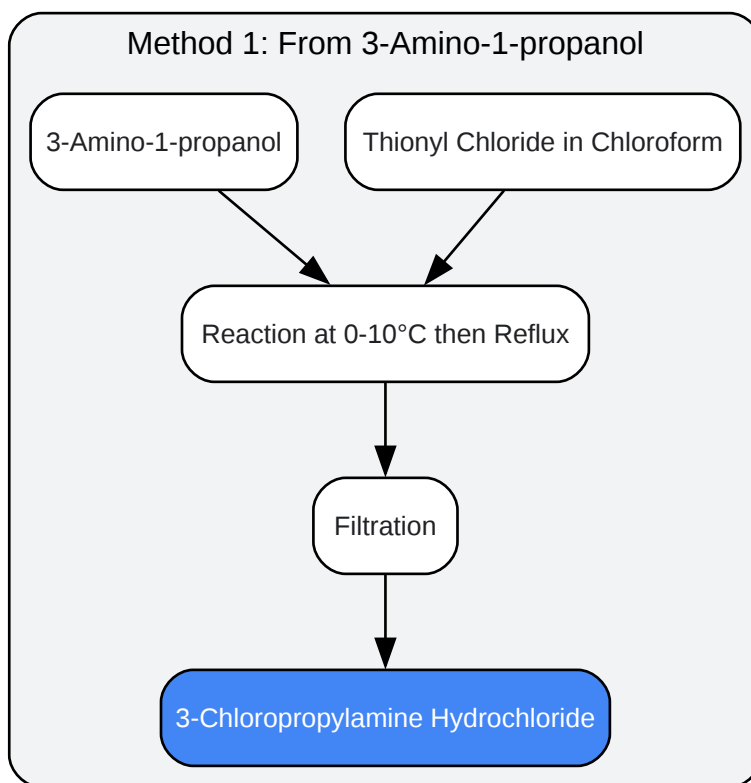 Method 1: From 3-Amino-1-propanol
3-Amino-1-propanol
Thionyl Chloride in Chloroform
Reaction at 0-10°C then Reflux
Filtration
3-Chloropropylamine Hydrochloride